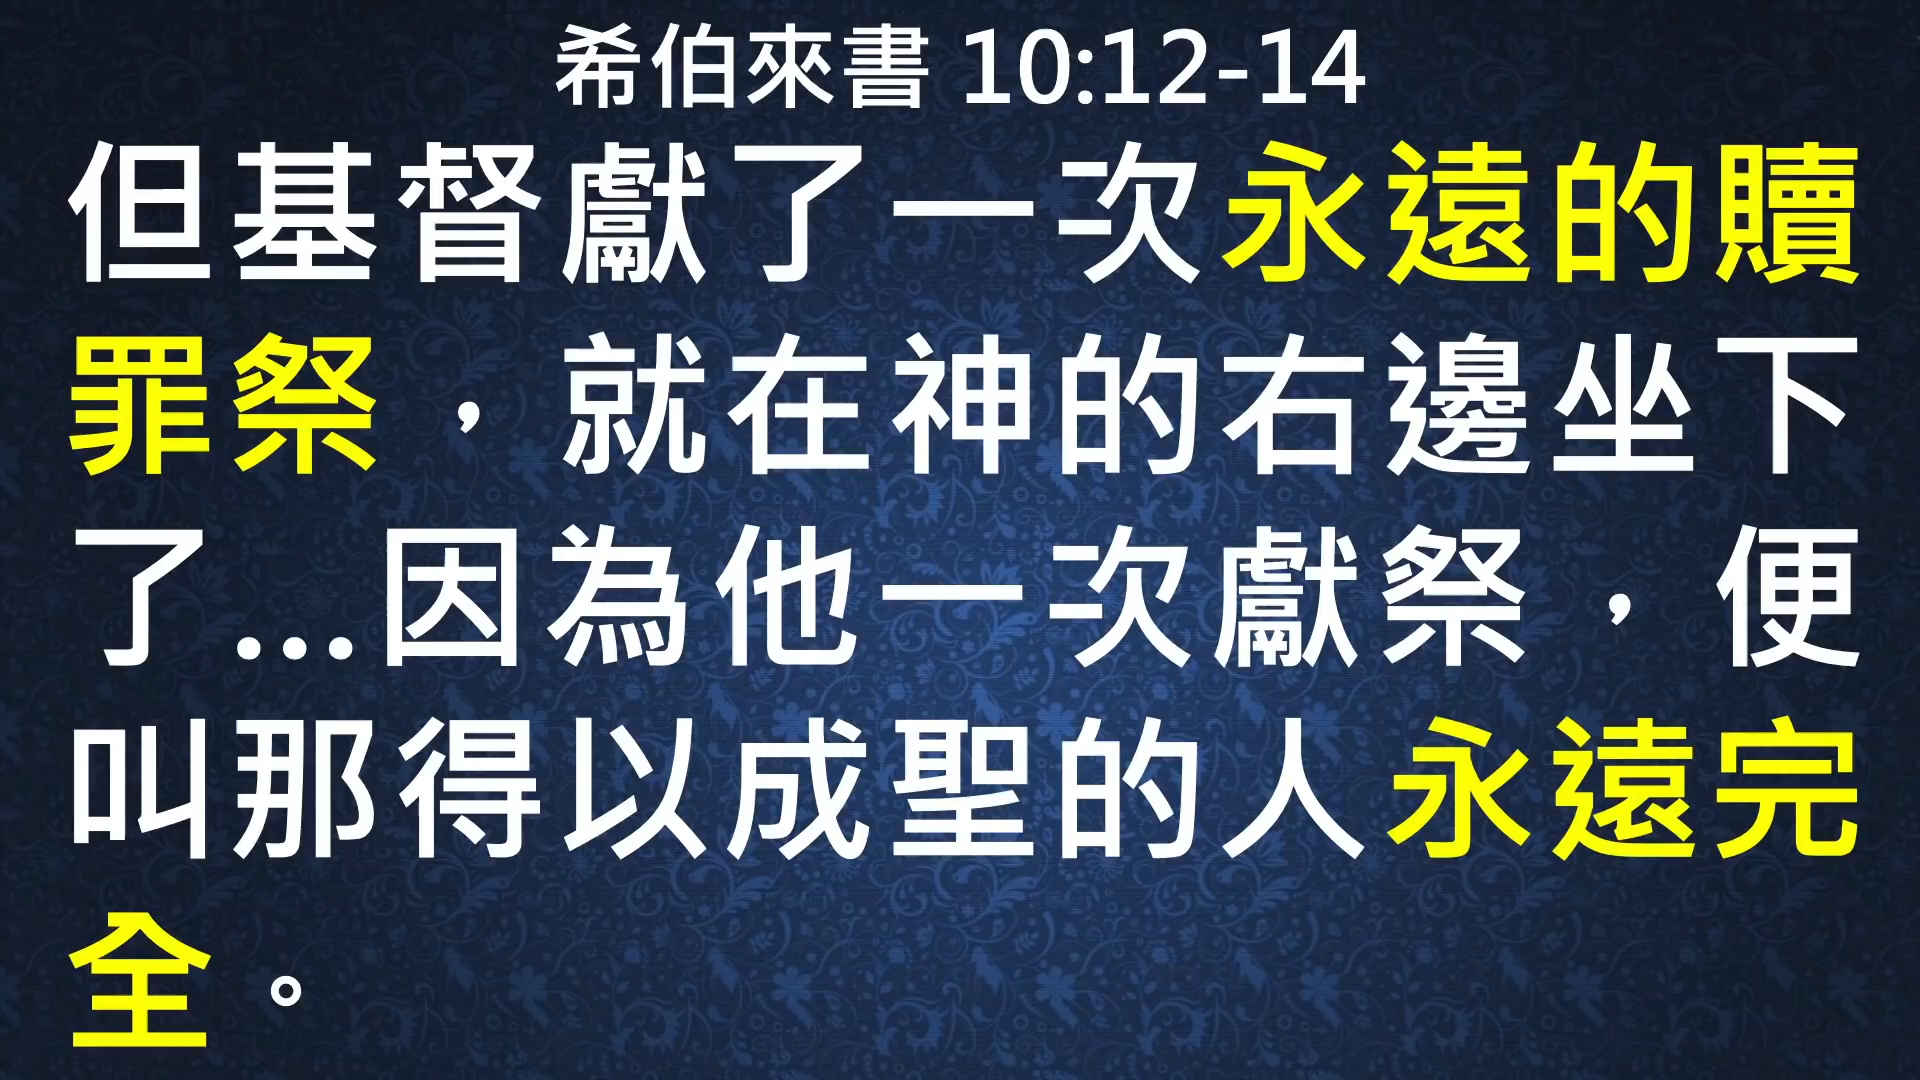 希伯來書 10:12-14
但基督獻了一次永遠的贖
罪祭，就在神的右邊坐下
了...因為他一次獻祭，便
叫那得以成聖的人永遠完
全。